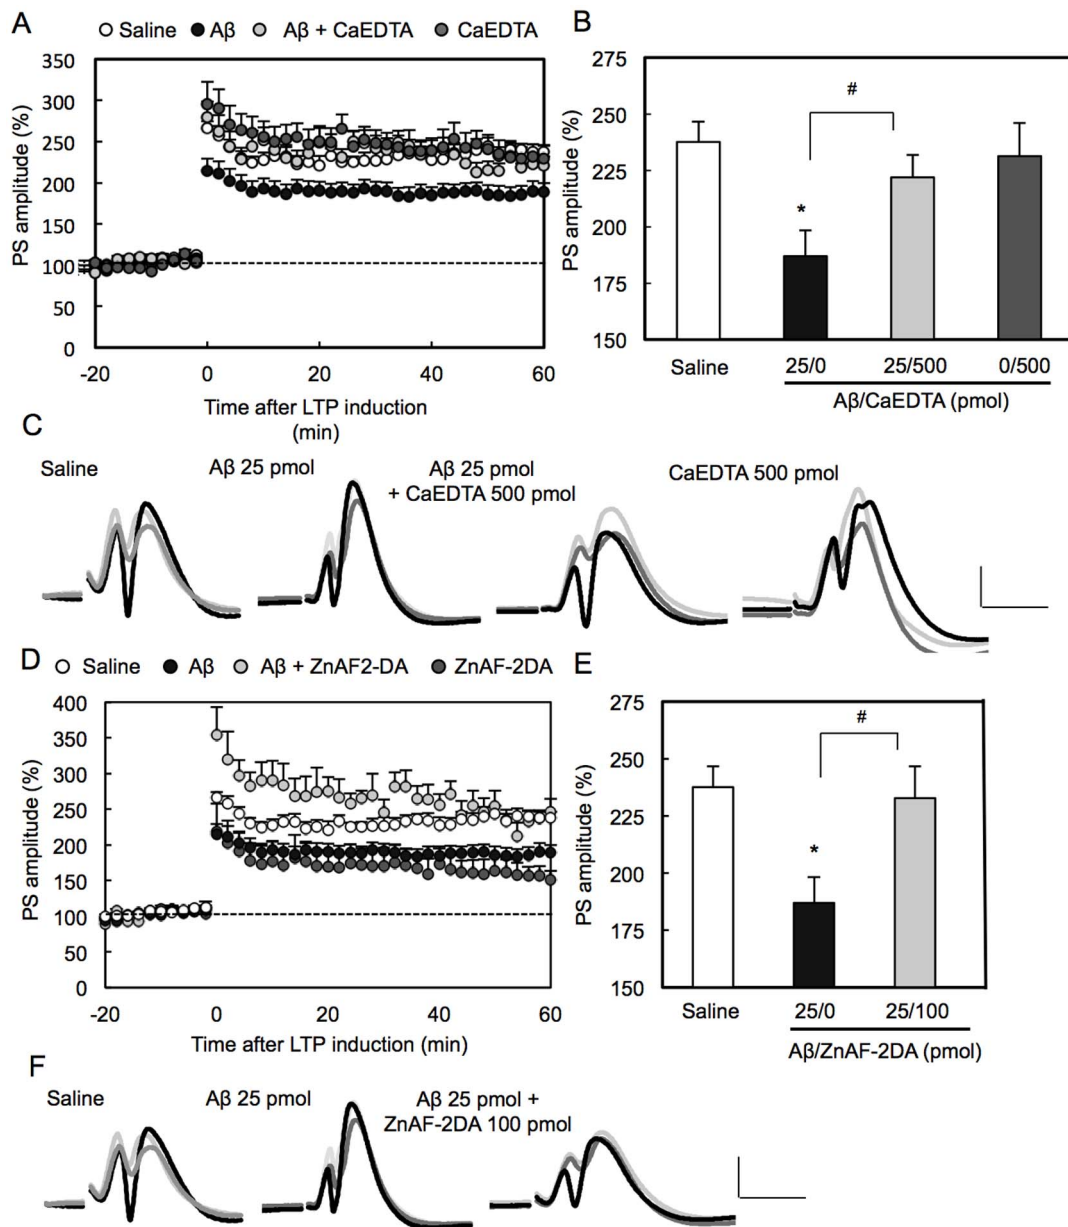 A
Saline Aβ Aβ + CaEDTA CaEDTA
350
300
250
200
150
100
50
0
PS amplitude (%)
-20 0 20 40 60
Time after LTP induction
(min)
B
275
250
225
200
175
150
PS amplitude (%)
#
*
Saline 25/0 25/500 0/500
Aβ/CaEDTA (pmol)
C
Saline
Aβ 25 pmol
Aβ 25 pmol
+ CaEDTA 500 pmol
CaEDTA 500 pmol
D
Saline Aβ Aβ + ZnAF2-DA ZnAF-2DA
400
350
300
250
200
150
100
50
0
PS amplitude (%)
-20 0 20 40 60
Time after LTP induction (min)
E
275
250
225
200
175
150
PS amplitude (%)
#
*
Saline 25/0 25/100
Aβ/ZnAF-2DA (pmol)
F
Saline
Aβ 25 pmol
Aβ 25 pmol +
ZnAF-2DA 100 pmol